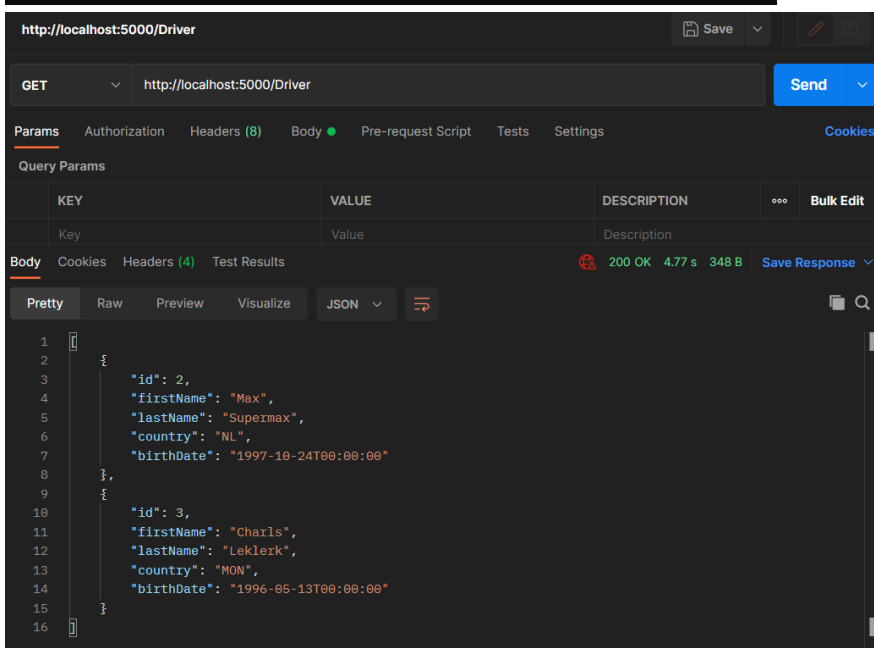 http://localhost:5000/Driver Save
GET http://localhost:5000/Driver Send
Params Authorization Headers (8) Body Pre-request Script Tests Settings Cookies
Query Params
KEY VALUE DESCRIPTION Bulk Edit
Key Value Description
Body Cookies Headers (4) Test Results 200 OK 4.77 s 348 B Save Response
Pretty Raw Preview Visualize JSON
1 [
2 {
3 "id": 2,
4 "firstName": "Max",
5 "lastName": "Supermax",
6 "country": "NL",
7 "birthDate": "1997-10-24T00:00:00"
8 },
9 {
10 "id": 3,
11 "firstName": "Charls",
12 "lastName": "Leklerk",
13 "country": "MON",
14 "birthDate": "1996-05-13T00:00:00"
15 }
16 ]